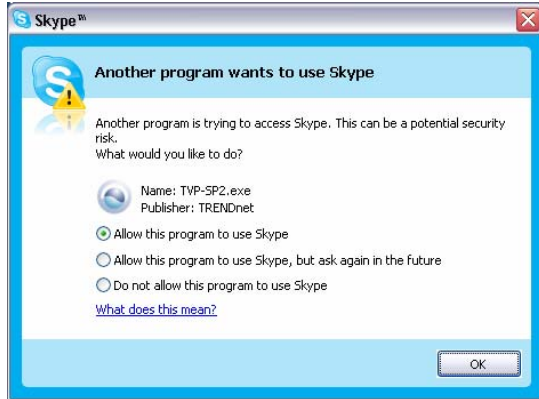 Skype™
Another program wants to use Skype
Another program is trying to access Skype. This can be a potential security
risk.
What would you like to do?
Name: TVP-SP2.exe
Publisher: TRENDnet
Allow this program to use Skype
Allow this program to use Skype, but ask again in the future
Do not allow this program to use Skype
What does this mean?
OK